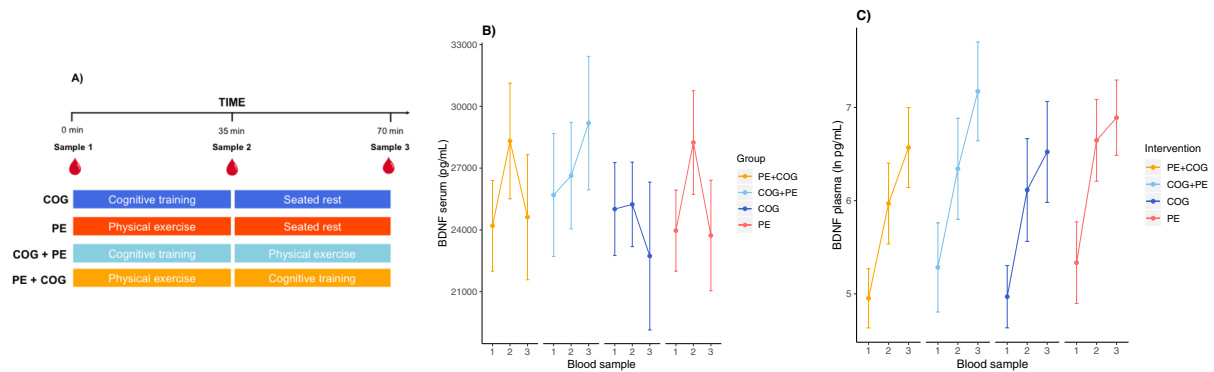 A)
TIME
0 min 35 min 70 min
Sample 1 Sample 2 Sample 3
COG Cognitive training Seated rest
PE Physical exercise Seated rest
COG + PE Cognitive training Physical exercise
PE + COG Physical exercise Cognitive training
B)
BDNF serum (pg/mL)
33000
30000
27000
24000
21000
1 2 3 1 2 3 1 2 3 1 2 3
Blood sample
Group
PE+COG
COG+PE
COG
PE
C)
BDNF plasma (ln pg/mL)
7
6
5
1 2 3 1 2 3 1 2 3 1 2 3
Blood sample
Intervention
PE+COG
COG+PE
COG
PE